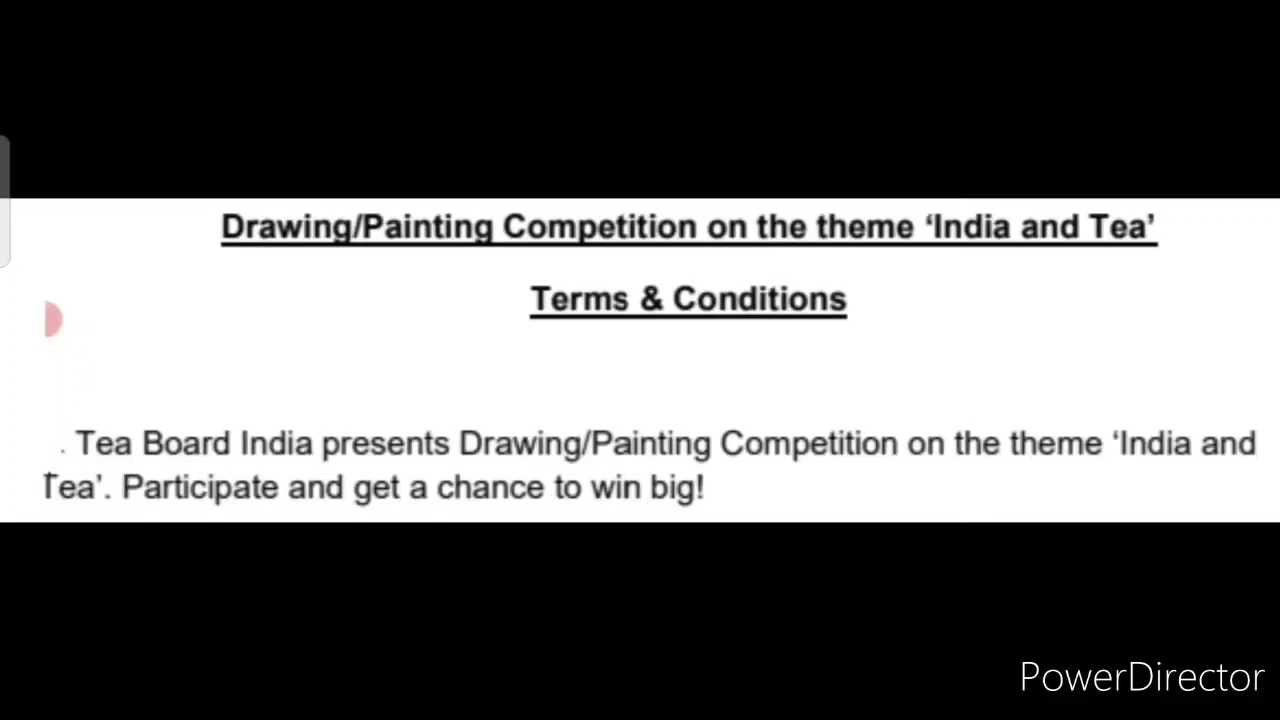 Drawing/Painting Competition on the theme ‘India and Tea’
Terms & Conditions
. Tea Board India presents Drawing/Painting Competition on the theme ‘India and
Tea’. Participate and get a chance to win big!
PowerDirector